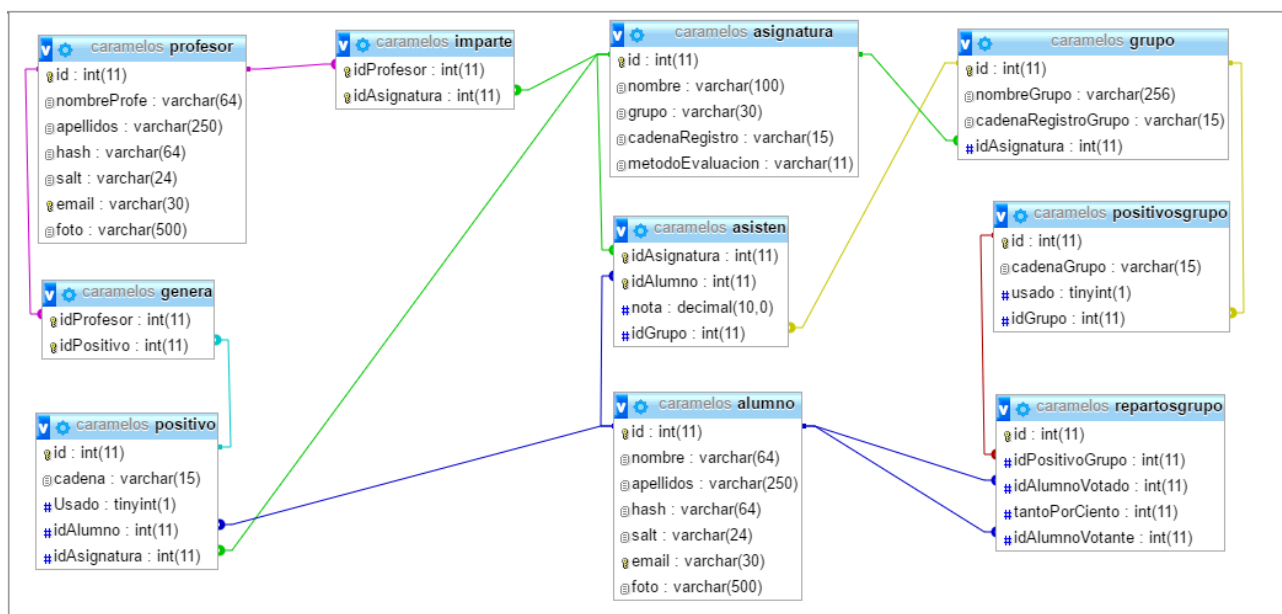 caramelos profesor
id : int(11)
nombreProfe : varchar(64)
apellidos : varchar(250)
hash : varchar(64)
salt : varchar(24)
email : varchar(30)
foto : varchar(500)
caramelos imparte
idProfesor : int(11)
idAsignatura : int(11)
caramelos asignatura
id : int(11)
nombre : varchar(100)
grupo : varchar(30)
cadenaRegistro : varchar(15)
metodoEvaluacion : varchar(11)
caramelos grupo
id : int(11)
nombreGrupo : varchar(256)
cadenaRegistroGrupo : varchar(15)
idAsignatura : int(11)
caramelos genera
idProfesor : int(11)
idPositivo : int(11)
caramelos asisten
idAsignatura : int(11)
idAlumno : int(11)
nota : decimal(10,0)
idGrupo : int(11)
caramelos positivosgrupo
id : int(11)
cadenaGrupo : varchar(15)
usado : tinyint(1)
idGrupo : int(11)
caramelos positivo
id : int(11)
cadena : varchar(15)
Usado : tinyint(1)
idAlumno : int(11)
idAsignatura : int(11)
caramelos alumno
id : int(11)
nombre : varchar(64)
apellidos : varchar(250)
hash : varchar(64)
salt : varchar(24)
email : varchar(30)
foto : varchar(500)
caramelos repartosgrupo
id : int(11)
idPositivoGrupo : int(11)
idAlumnoVotado : int(11)
tantoPorCiento : int(11)
idAlumnoVotante : int(11)